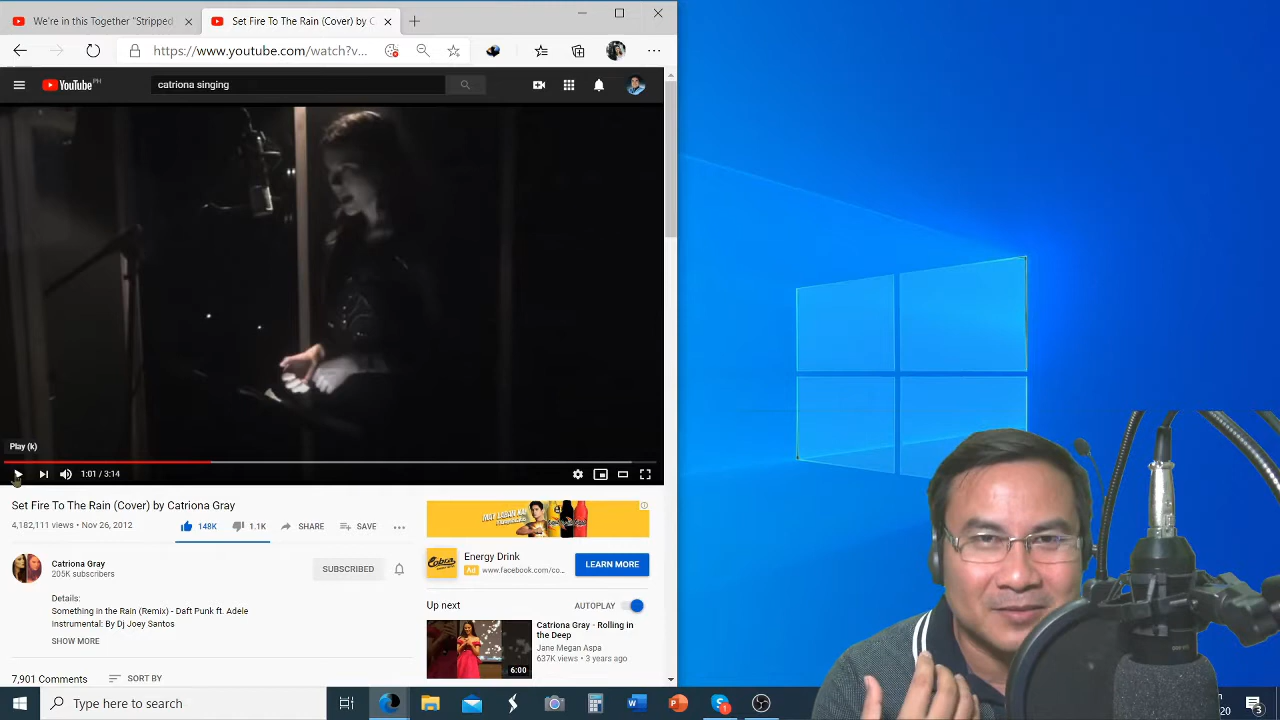 We're in this Together "Stripped
Set Fire To The Rain (Cover) by C
https://www.youtube.com/watch?v...
YouTube PH
catriona singing
Play (k)
1:01 / 3:14
Set Fire To The Rain (Cover) by Catriona Gray
4,182,111 views • Nov 26, 2012
148K
1.1K
SHARE
SAVE
Catriona Gray
205K subscribers
SUBSCRIBED
Details:
Something in the Rain (Remix) - Daft Punk ft. Adele
Instrumental: By Dj Joey Santos
SHOW MORE
7,901 Comments
SORT BY
Energy Drink
Cobra
Ad www.facebook.com/co...
LEARN MORE
Up next
AUTOPLAY
Catriona Gray - Rolling
in the Deep
Jane Megan Aspa
637K views • 3 years ago
6:00
Type here to search
20
3